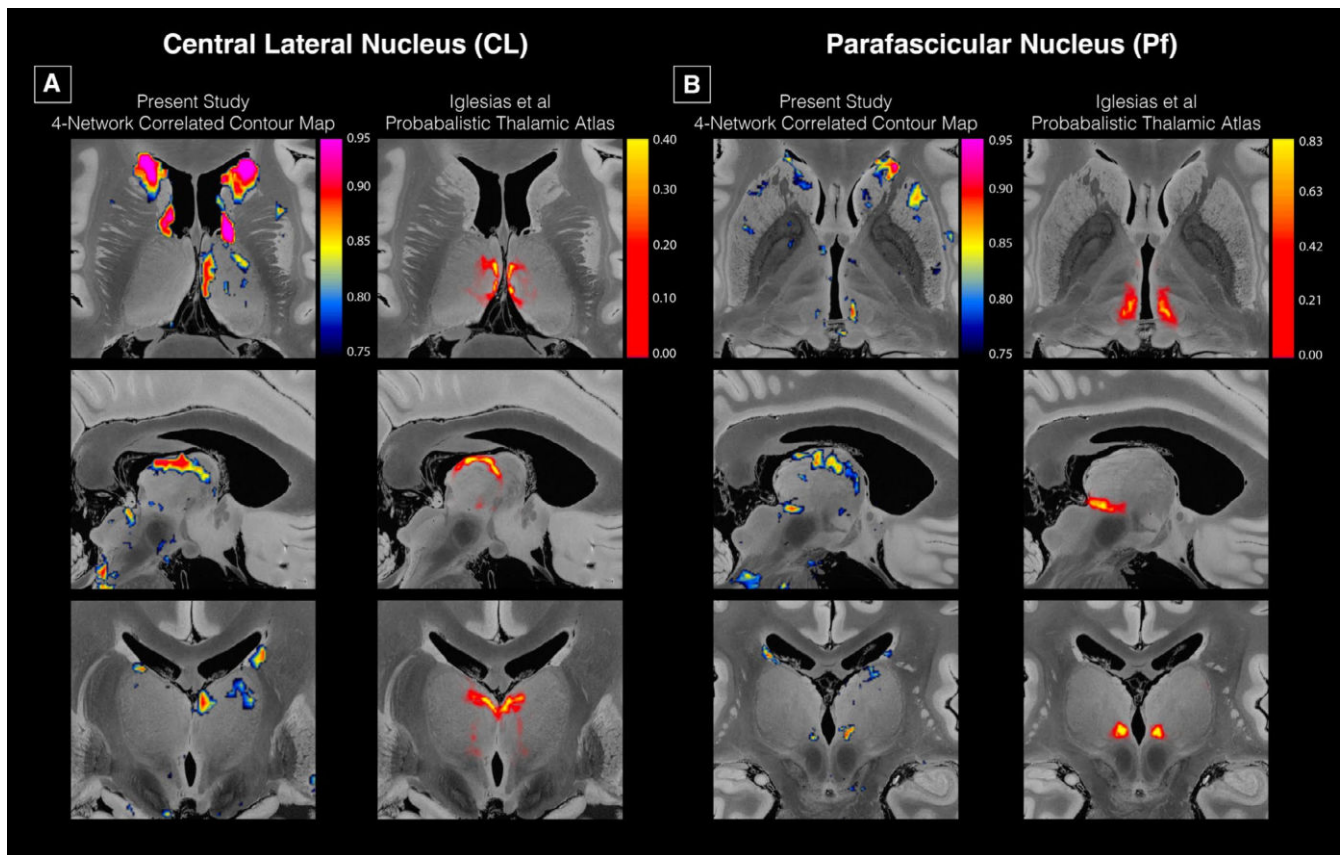 Central Lateral Nucleus (CL)
Parafascicular Nucleus (Pf)
A
Present Study
4-Network Correlated Contour Map
Iglesias et al
Probabalistic Thalamic Atlas
B
Present Study
4-Network Correlated Contour Map
Iglesias et al
Probabalistic Thalamic Atlas
0.95
0.90
0.85
0.80
0.75
0.40
0.30
0.20
0.10
0.00
0.95
0.90
0.85
0.80
0.75
0.83
0.63
0.42
0.21
0.00